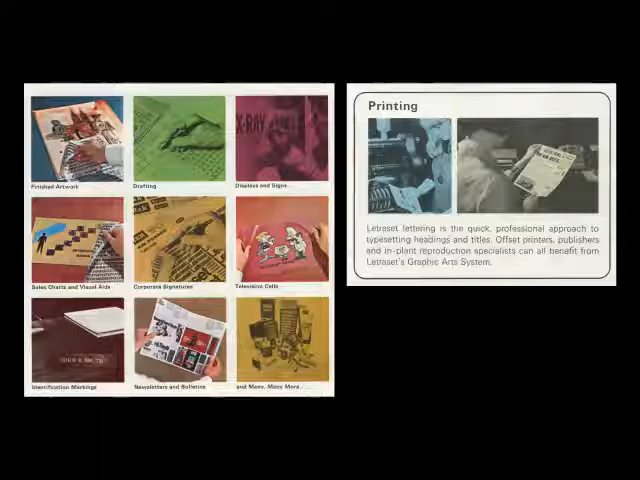 Finished Artwork
Drafting
X-RAY
Displays and Signs
Sales Charts and Visual Aids
Corporate Signatures
Television Cells
Identification Markings
Newsletters and Bulletins
and Many, Many More...
Printing
Letraset lettering is the quick, professional approach to
typesetting headings and titles. Offset printers, publishers
and in-plant reproduction specialists can all benefit from
Letraset's Graphic Arts System.